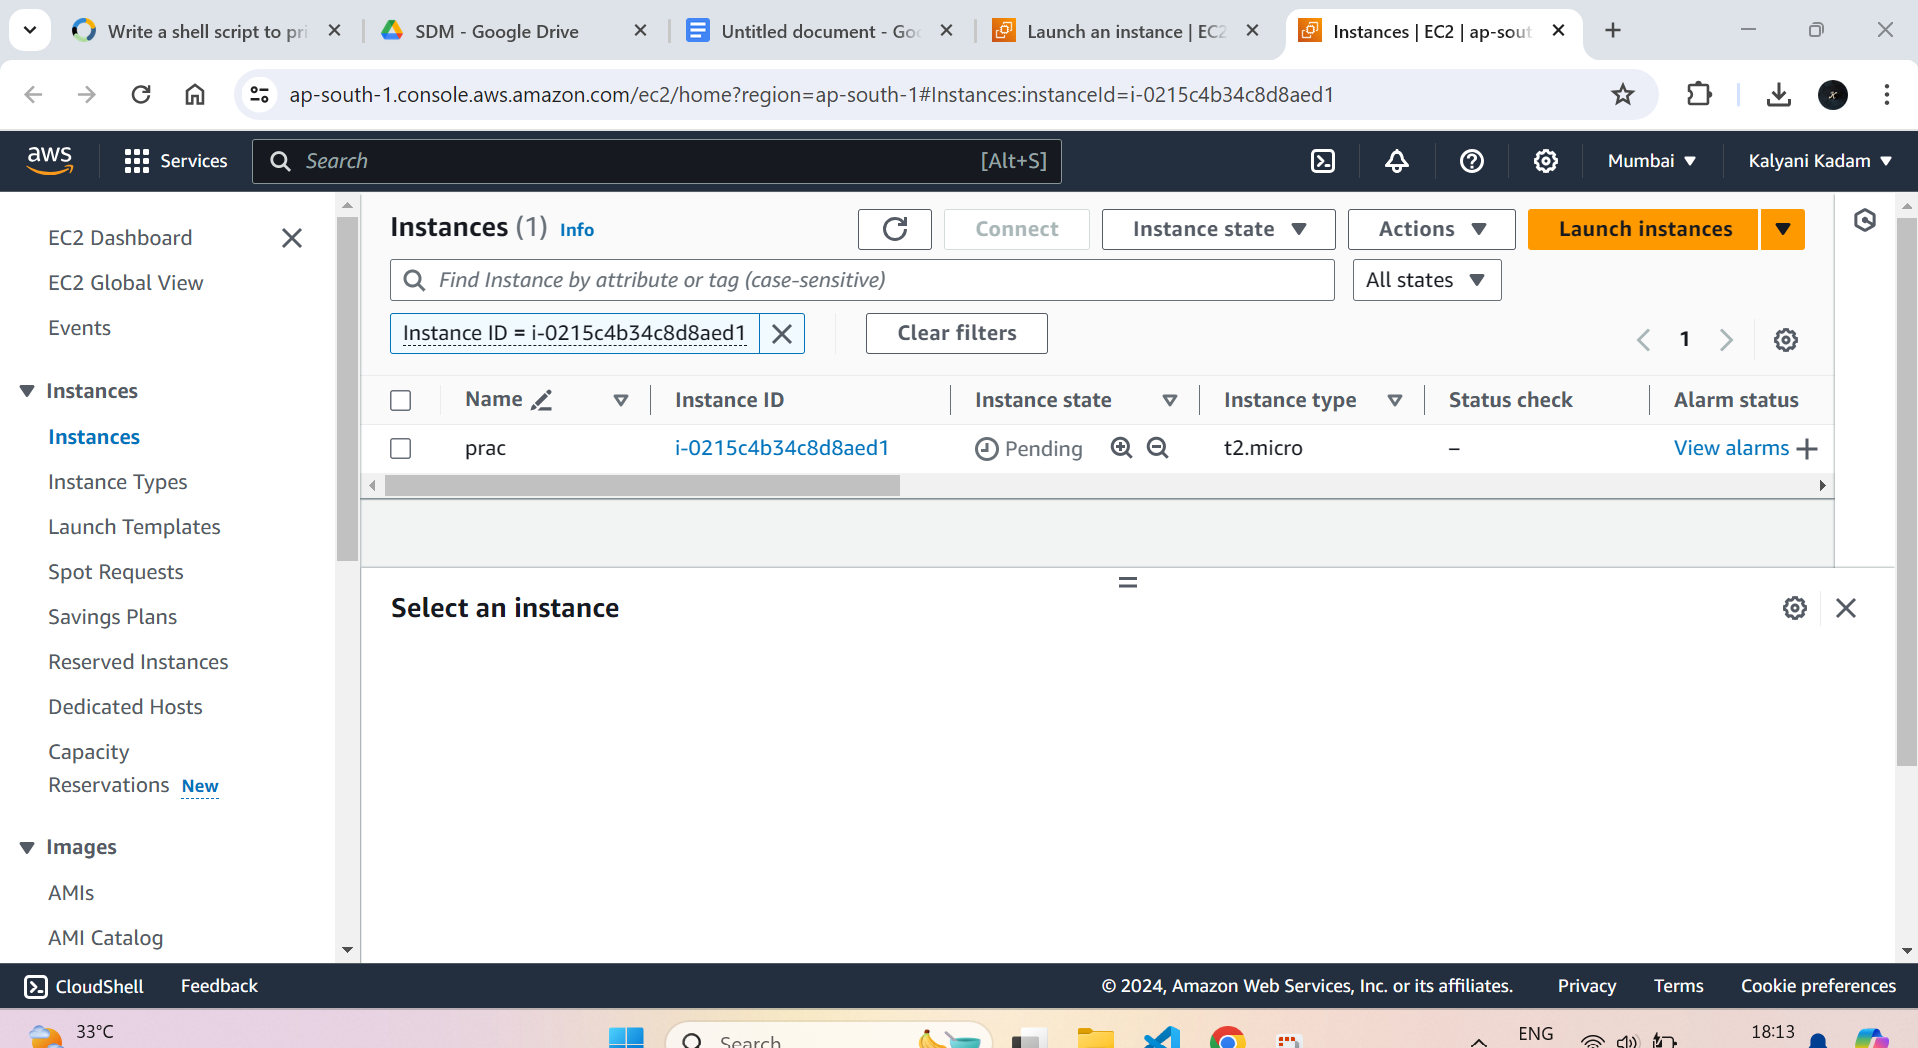 Write a shell script to pri
SDM - Google Drive
Untitled document - Goo
Launch an instance | EC2
Instances | EC2 | ap-sout
ap-south-1.console.aws.amazon.com/ec2/home?region=ap-south-1#Instances:instanceId=i-0215c4b34c8d8aed1
aws
Services
Search
[Alt+S]
Mumbai
Kalyani Kadam
EC2 Dashboard
EC2 Global View
Events
Instances
Instances
Instance Types
Launch Templates
Spot Requests
Savings Plans
Reserved Instances
Dedicated Hosts
Capacity
Reservations New
Images
AMIs
AMI Catalog
Instances (1) Info
Connect
Instance state
Actions
Launch instances
Find Instance by attribute or tag (case-sensitive)
All states
Instance ID = i-0215c4b34c8d8aed1
Clear filters
1
Name Instance ID Instance state Instance type Status check Alarm status
prac i-0215c4b34c8d8aed1 Pending t2.micro – View alarms
Select an instance
CloudShell Feedback
© 2024, Amazon Web Services, Inc. or its affiliates. Privacy Terms Cookie preferences
33°C
Search
ENG
18:13